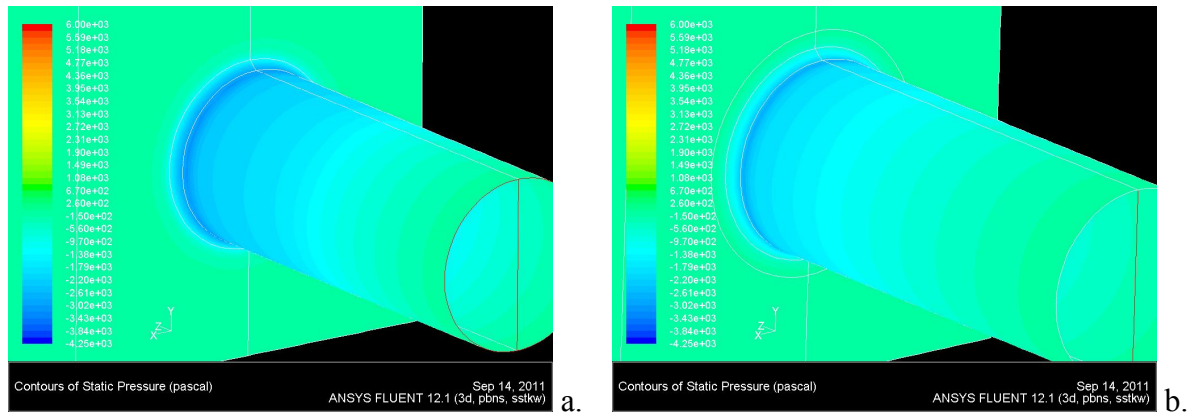 6.00e+03
5.59e+03
5.18e+03
4.77e+03
4.36e+03
3.95e+03
3.54e+03
3.13e+03
2.72e+03
2.31e+03
1.90e+03
1.49e+03
1.08e+03
6.70e+02
2.60e+02
-1.50e+02
-5.60e+02
-9.70e+02
-1.38e+03
-1.79e+03
-2.20e+03
-2.61e+03
-3.02e+03
-3.43e+03
-3.84e+03
-4.25e+03
Y
Z
X
Contours of Static Pressure (pascal)
Sep 14, 2011
ANSYS FLUENT 12.1 (3d, pbns, sstkw)
a.
6.00e+03
5.59e+03
5.18e+03
4.77e+03
4.36e+03
3.95e+03
3.54e+03
3.13e+03
2.72e+03
2.31e+03
1.90e+03
1.49e+03
1.08e+03
6.70e+02
2.60e+02
-1.50e+02
-5.60e+02
-9.70e+02
-1.38e+03
-1.79e+03
-2.20e+03
-2.61e+03
-3.02e+03
-3.43e+03
-3.84e+03
-4.25e+03
Y
Z
X
Contours of Static Pressure (pascal)
Sep 14, 2011
ANSYS FLUENT 12.1 (3d, pbns, sstkw)
b.